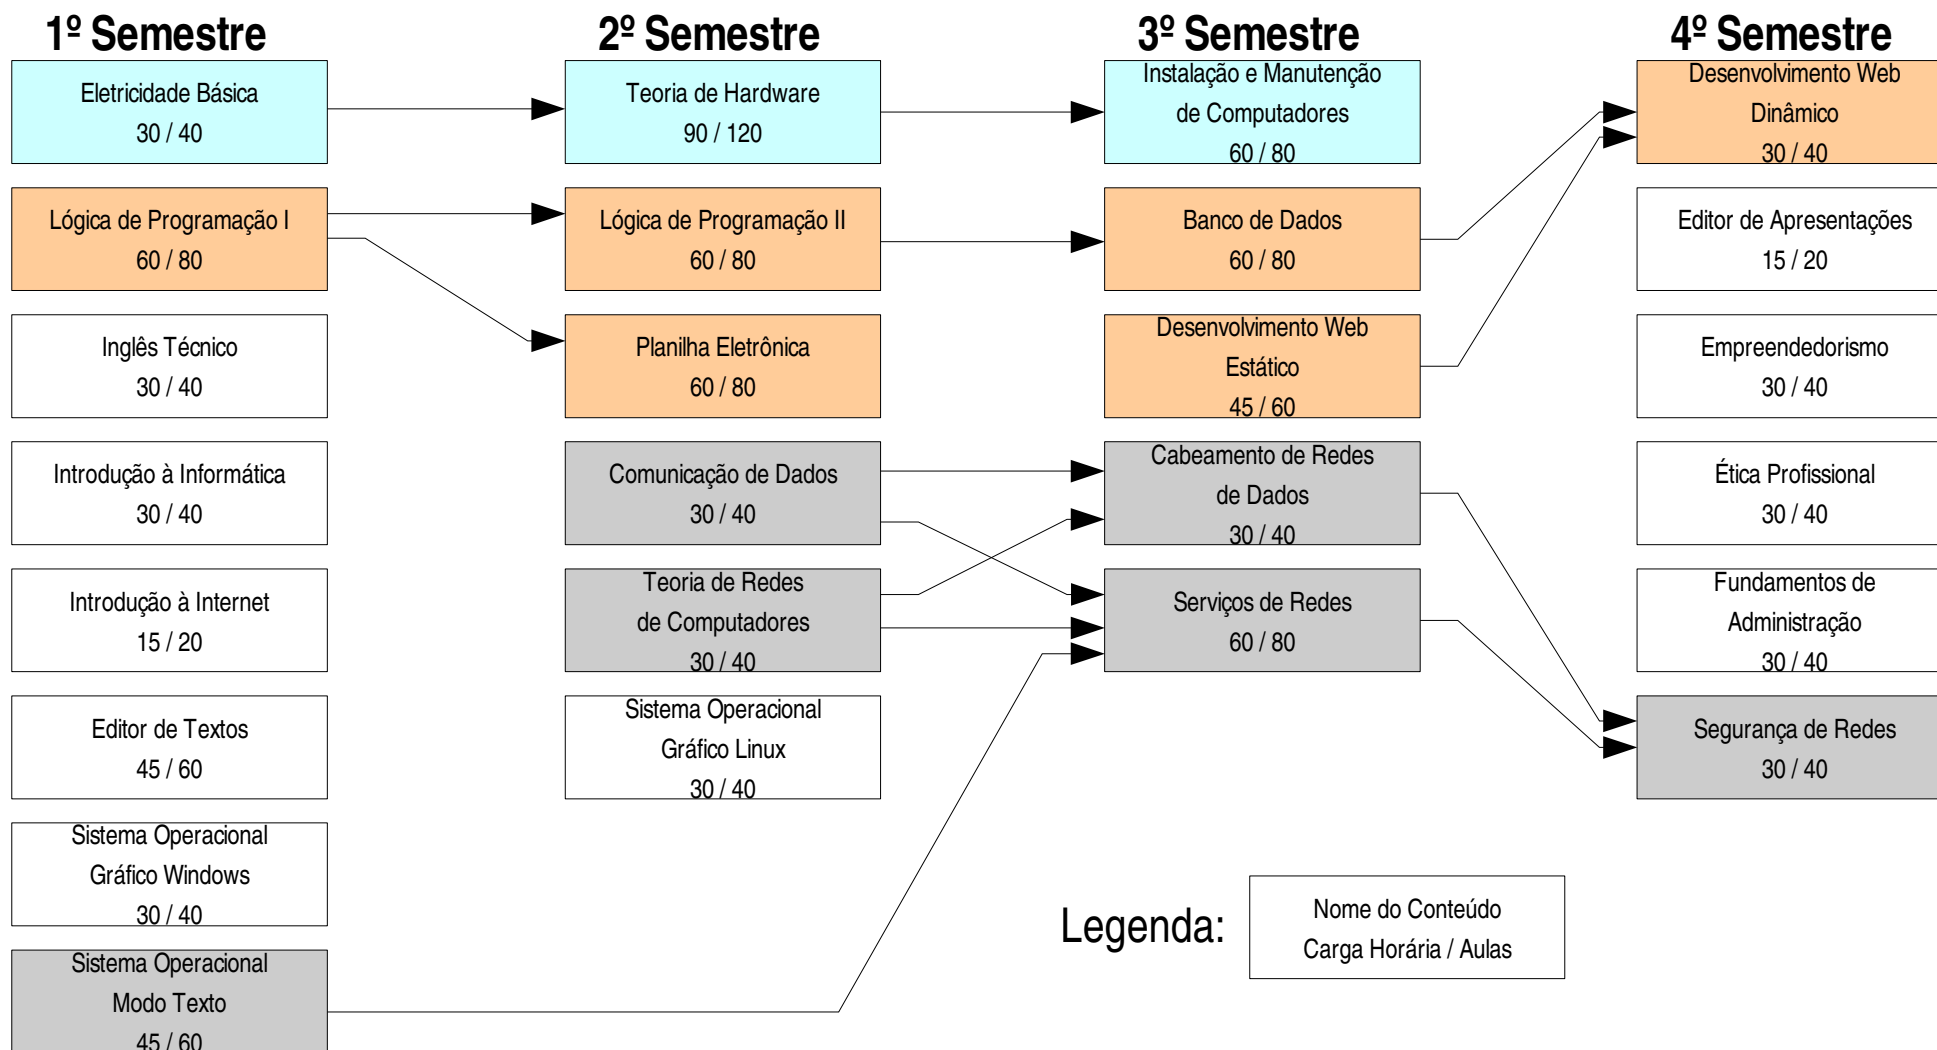 1º Semestre
Eletricidade Básica
30 / 40
Lógica de Programação I
60 / 80
Inglês Técnico
30 / 40
Introdução à Informática
30 / 40
Introdução à Internet
15 / 20
Editor de Textos
45 / 60
Sistema Operacional
Gráfico Windows
30 / 40
Sistema Operacional
Modo Texto
45 / 60
2º Semestre
Teoria de Hardware
90 / 120
Lógica de Programação II
60 / 80
Planilha Eletrônica
60 / 80
Comunicação de Dados
30 / 40
Teoria de Redes
de Computadores
30 / 40
Sistema Operacional
Gráfico Linux
30 / 40
3º Semestre
Instalação e Manutenção
de Computadores
60 / 80
Banco de Dados
60 / 80
Desenvolvimento Web
Estático
45 / 60
Cabeamento de Redes
de Dados
30 / 40
Serviços de Redes
60 / 80
4º Semestre
Desenvolvimento Web
Dinâmico
30 / 40
Editor de Apresentações
15 / 20
Empreendedorismo
30 / 40
Ética Profissional
30 / 40
Fundamentos de
Administração
30 / 40
Segurança de Redes
30 / 40
Legenda:
Nome do Conteúdo
Carga Horária / Aulas